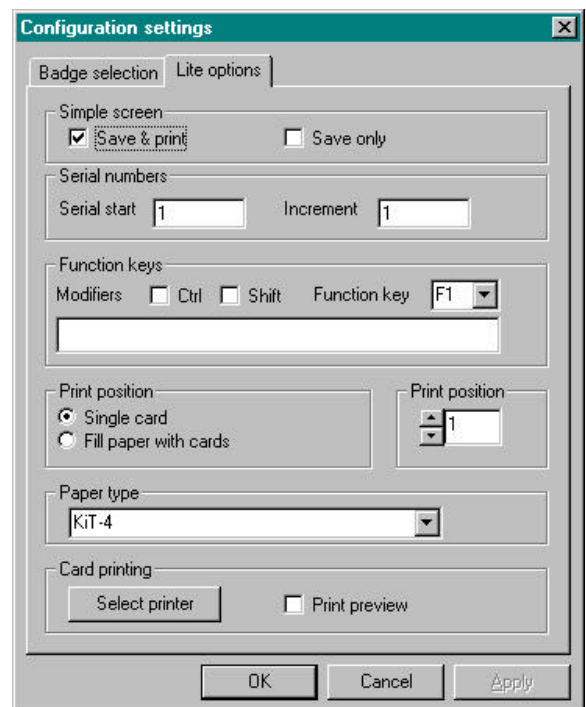 Configuration settings
Badge selection Lite options
Simple screen
Save & print Save only
Serial numbers
Serial start 1 Increment 1
Function keys
Modifiers Ctrl Shift Function key F1
Print position Print position
Single card 1
Fill paper with cards
Paper type
KiT-4
Card printing
Select printer Print preview
OK Cancel Apply